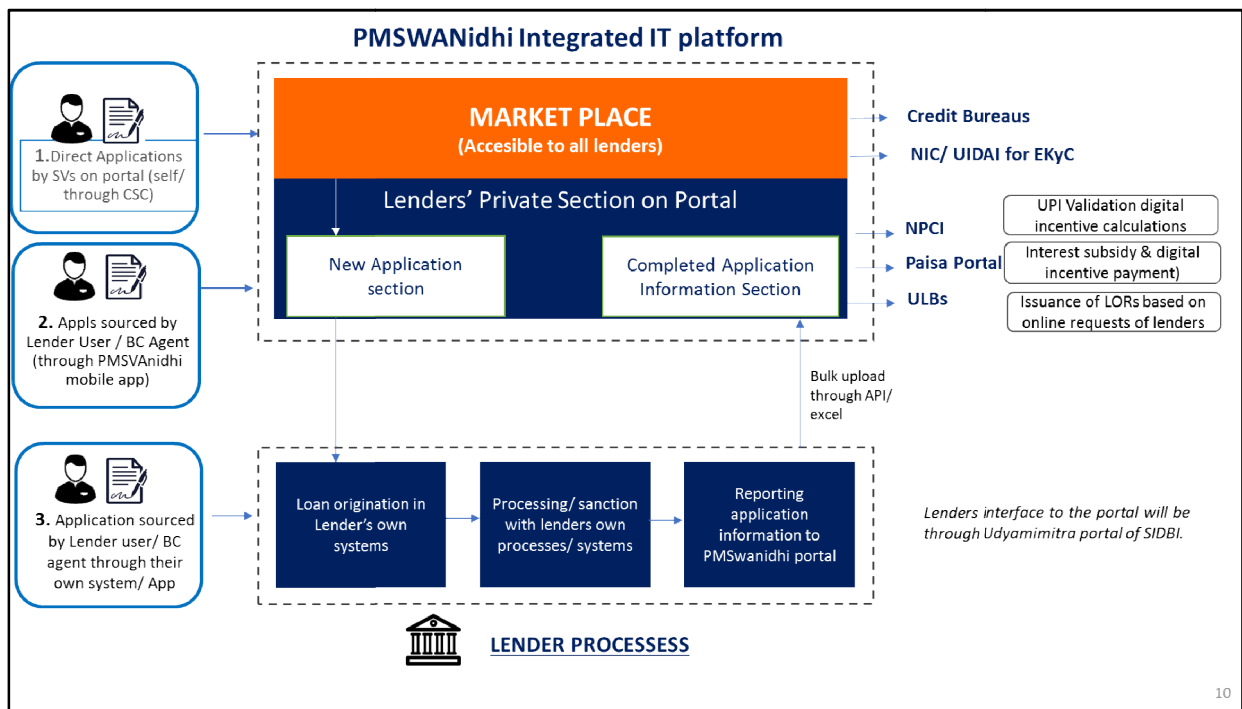 PMSWANidhi Integrated IT platform
1.Direct Applications
by SVs on portal (self/
through CSC)
MARKET PLACE
(Accesible to all lenders)
Lenders' Private Section on Portal
New Application
section
Completed Application
Information Section
Credit Bureaus
NIC/ UIDAI for EKyC
NPCI
UPI Validation digital
incentive calculations
Paisa Portal
Interest subsidy & digital
incentive payment)
ULBs
Issuance of LORs based on
online requests of lenders
2. Appls sourced by
Lender User / BC Agent
(through PMSVAnidhi
mobile app)
Bulk upload
through API/
excel
3. Application sourced
by Lender user/ BC
agent through their
own system/ App
Loan origination in
Lender's own
systems
Processing/ sanction
with lenders own
processes/ systems
Reporting
application
information to
PMSwanidhi portal
Lenders interface to the portal will be
through Udyamimitra portal of SIDBI.
LENDER PROCESSESS
10